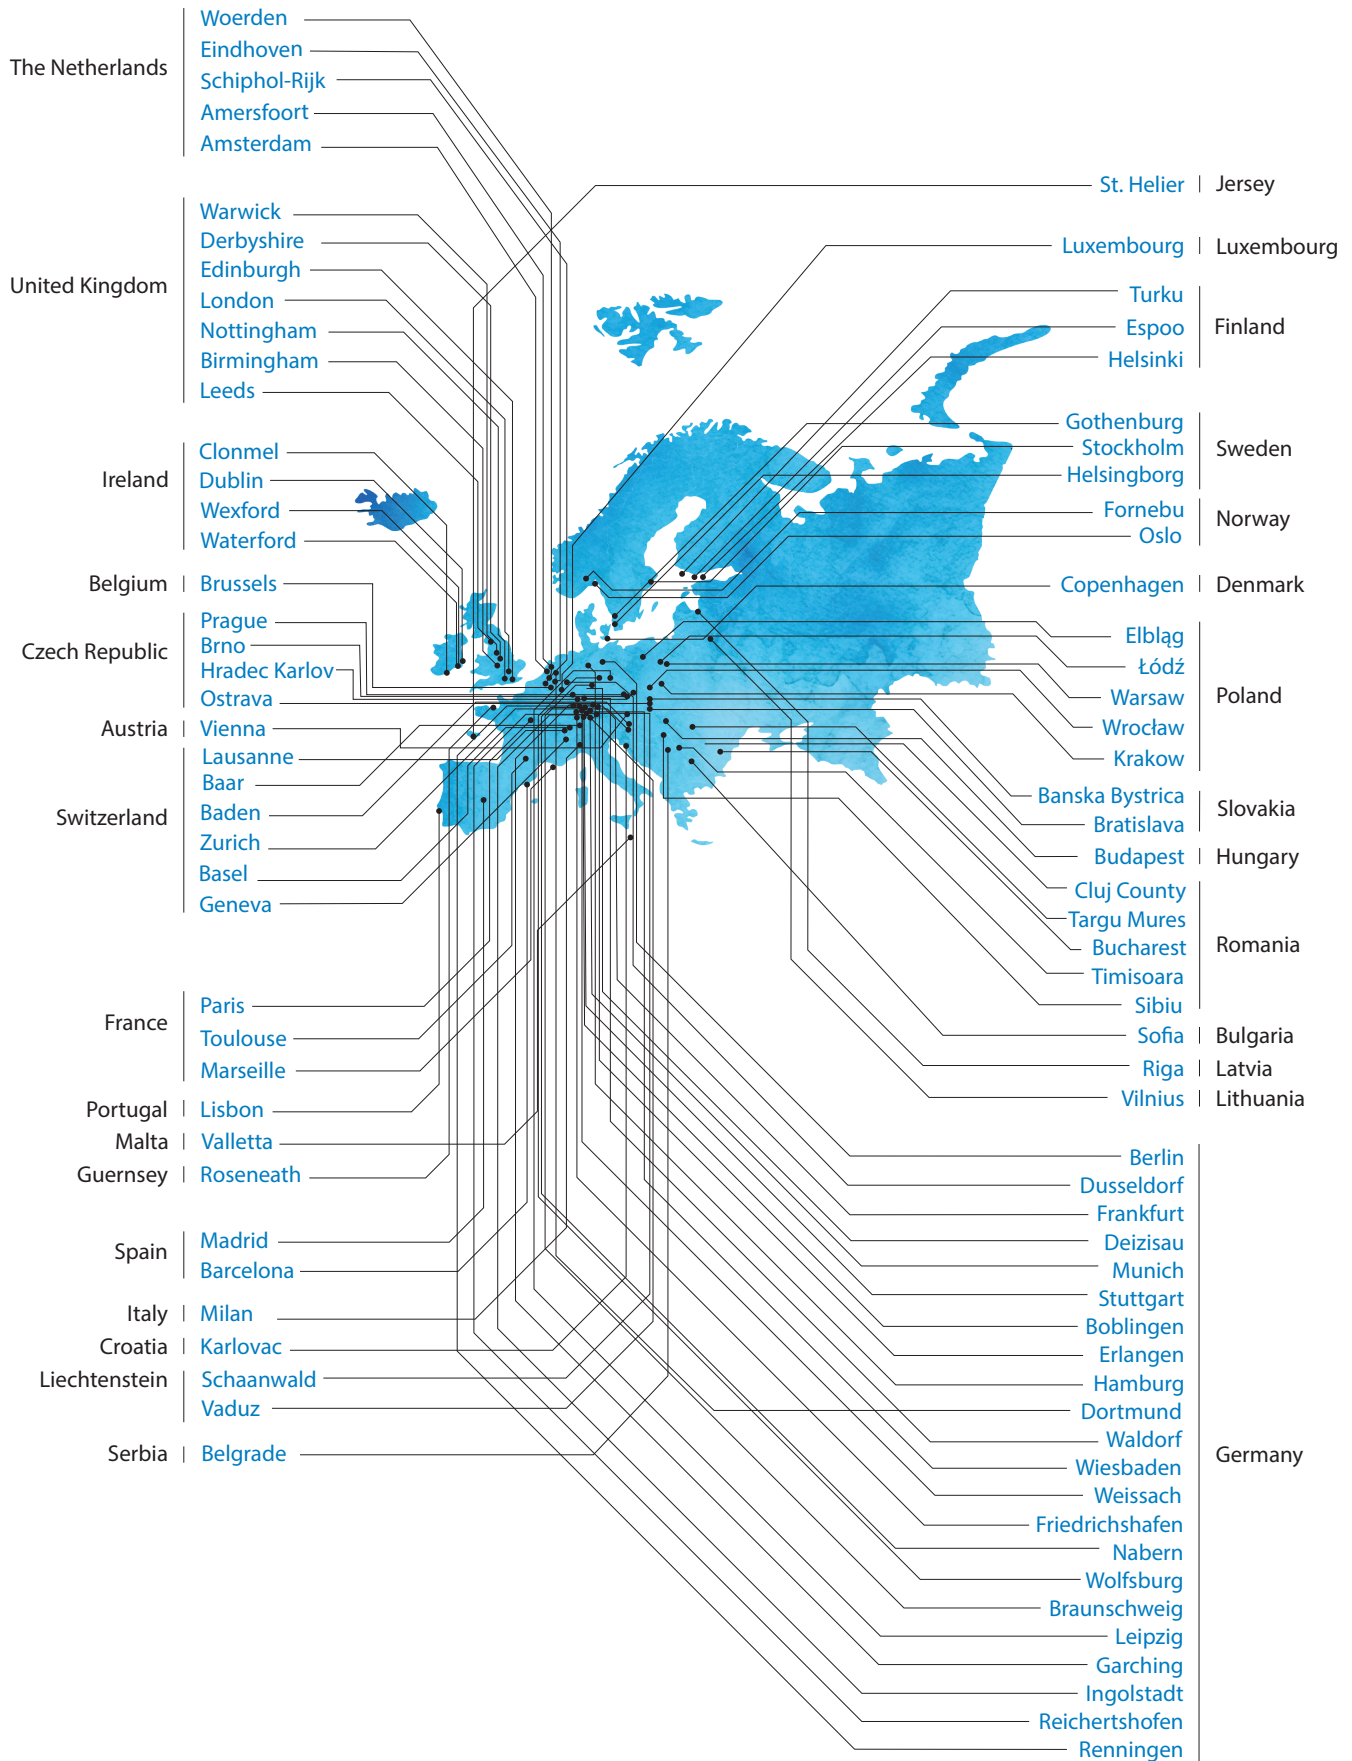 The Netherlands
Woerden
Eindhoven
Schiphol-Rijk
Amersfoort
Amsterdam
United Kingdom
Warwick
Derbyshire
Edinburgh
London
Nottingham
Birmingham
Leeds
Ireland
Clonmel
Dublin
Wexford
Waterford
Belgium
Brussels
Czech Republic
Prague
Brno
Hradec Karlov
Ostrava
Austria
Vienna
Switzerland
Lausanne
Baar
Baden
Zurich
Basel
Geneva
France
Paris
Toulouse
Marseille
Portugal
Lisbon
Malta
Valletta
Guernsey
Roseneath
Spain
Madrid
Barcelona
Italy
Milan
Croatia
Karlovac
Liechtenstein
Schaanwald
Vaduz
Serbia
Belgrade
St. Helier
Jersey
Luxembourg
Luxembourg
Turku
Espoo
Helsinki
Finland
Gothenburg
Stockholm
Helsingborg
Sweden
Fornebu
Oslo
Norway
Copenhagen
Denmark
Elbląg
Łódź
Warsaw
Wrocław
Krakow
Poland
Banska Bystrica
Bratislava
Slovakia
Budapest
Hungary
Cluj County
Targu Mures
Bucharest
Timisoara
Sibiu
Romania
Sofia
Bulgaria
Riga
Latvia
Vilnius
Lithuania
Berlin
Dusseldorf
Frankfurt
Deizisau
Munich
Stuttgart
Boblingen
Erlangen
Hamburg
Dortmund
Waldorf
Wiesbaden
Weissach
Friedrichshafen
Nabern
Wolfsburg
Braunschweig
Leipzig
Garching
Ingolstadt
Reichertshofen
Renningen
Germany